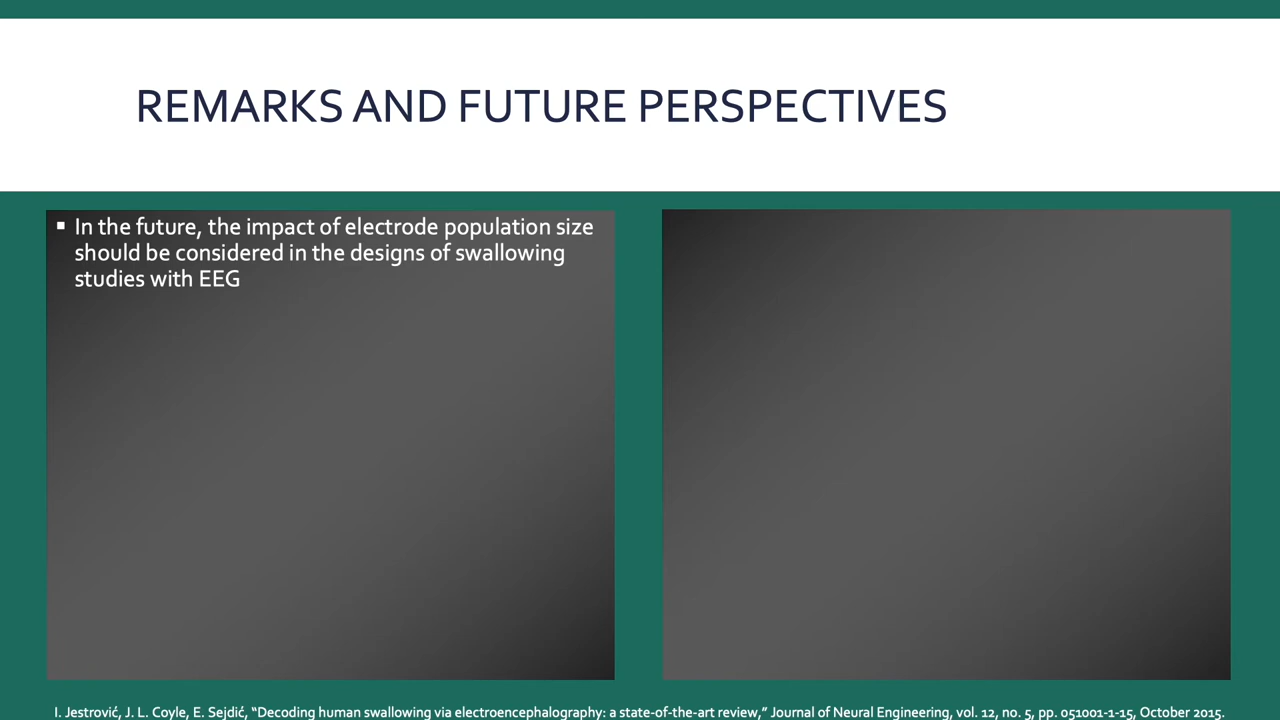 REMARKS AND FUTURE PERSPECTIVES
▪ In the future, the impact of electrode population size
should be considered in the designs of swallowing
studies with EEG
I. Jestrović, J. L. Coyle, E. Sejdić, “Decoding human swallowing via electroencephalography: a state-of-the-art review,” Journal of Neural Engineering, vol. 12, no. 5, pp. 051001-1-15, October 2015.